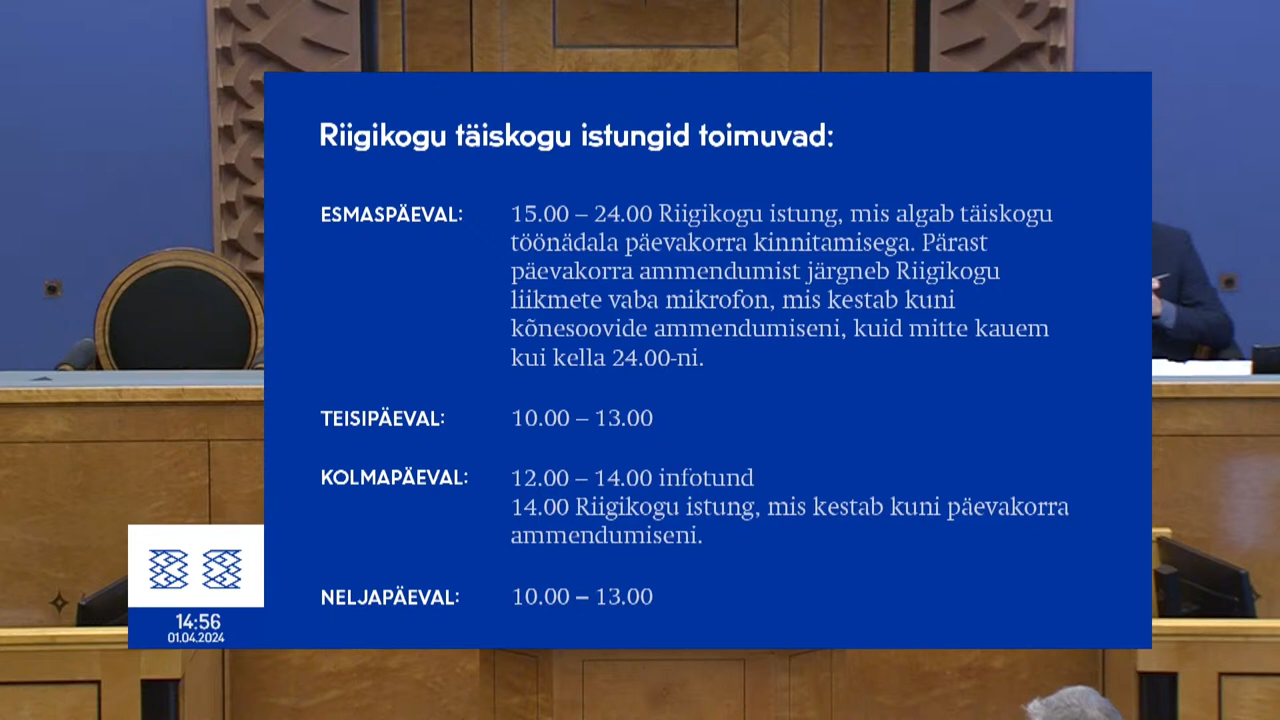 Riigikogu täiskogu istungid toimuvad:
ESMASPÄEVAL:
15.00 – 24.00 Riigikogu istung, mis algab täiskogu
töönädala päevakorra kinnitamisega. Pärast
päevakorra ammendumist järgneb Riigikogu
liikmete vaba mikrofon, mis kestab kuni
kõnesoovide ammendumiseni, kuid mitte kauem
kui kella 24.00-ni.
TEISIPÄEVAL:
10.00 – 13.00
KOLMAPÄEVAL:
12.00 – 14.00 infotund
14.00 Riigikogu istung, mis kestab kuni päevakorra
ammendumiseni.
NELJAPÄEVAL:
10.00 – 13.00
14:56
01.04.2024